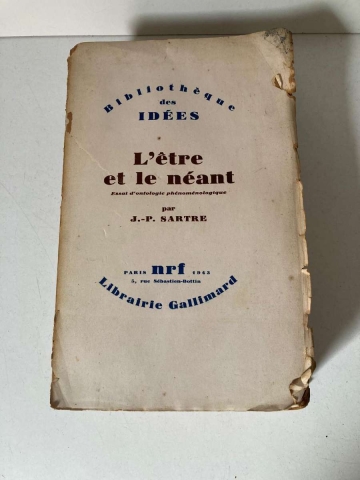 Bibliothèque
des
IDÉES
L'être
et le néant
Essai d'ontologie phénoménologique
par
J.-P. SARTRE
PARIS nrf 1943
5, rue Sébastien-Bottin
Librairie Gallimard